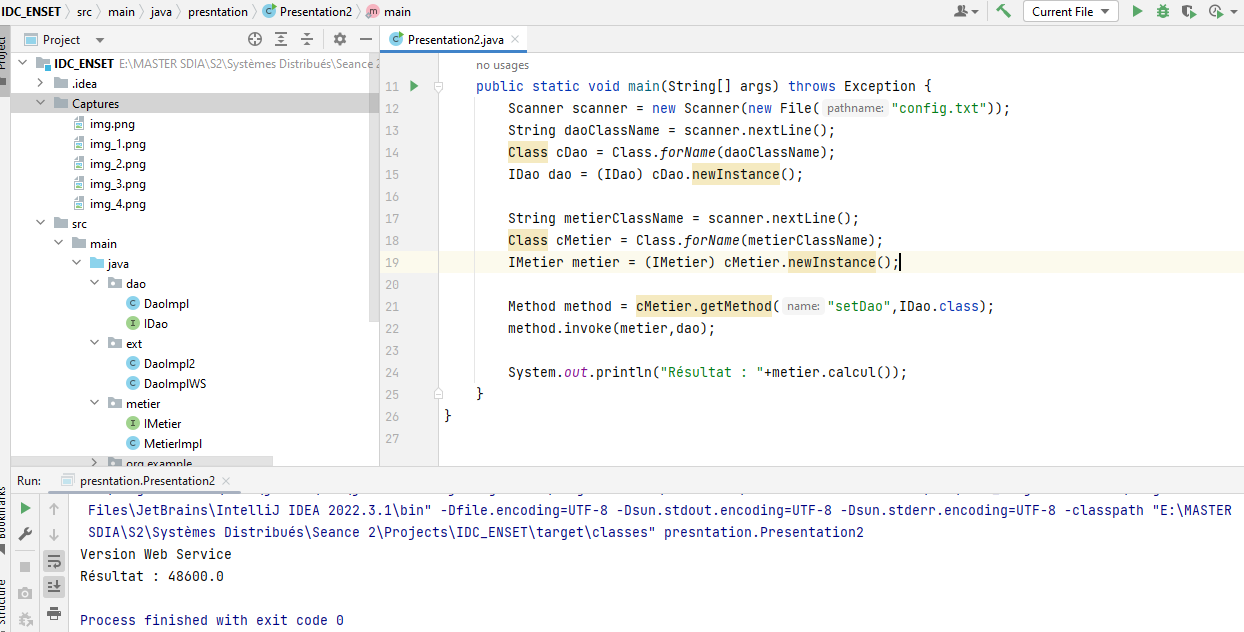 IDC_ENSET src main java presntation Presentation2 main
Current File
Project
Presentation2.java
IDC_ENSET E:\MASTER SDIA\S2\Systèmes Distribués\Seance 2
.idea
Captures
img.png
img_1.png
img_2.png
img_3.png
img_4.png
src
main
java
dao
DaoImpl
IDao
ext
DaoImpl2
DaoImplWS
metier
IMetier
MetierImpl
org.example
no usages
11 public static void main(String[] args) throws Exception {
12 Scanner scanner = new Scanner(new File( pathname: "config.txt"));
13 String daoClassName = scanner.nextLine();
14 Class cDao = Class.forName(daoClassName);
15 IDao dao = (IDao) cDao.newInstance();
16
17 String metierClassName = scanner.nextLine();
18 Class cMetier = Class.forName(metierClassName);
19 IMetier metier = (IMetier) cMetier.newInstance();
20
21 Method method = cMetier.getMethod( name: "setDao",IDao.class);
22 method.invoke(metier,dao);
23
24 System.out.println("Résultat : "+metier.calcul());
25 }
26 }
27
Run: presntation.Presentation2
Files\JetBrains\IntelliJ IDEA 2022.3.1\bin" -Dfile.encoding=UTF-8 -Dsun.stdout.encoding=UTF-8 -Dsun.stderr.encoding=UTF-8 -classpath "E:\MASTER
SDIA\S2\Systèmes Distribués\Seance 2\Projects\IDC_ENSET\target\classes" presntation.Presentation2
Version Web Service
Résultat : 48600.0
Process finished with exit code 0
Project
Bookmarks
Structure